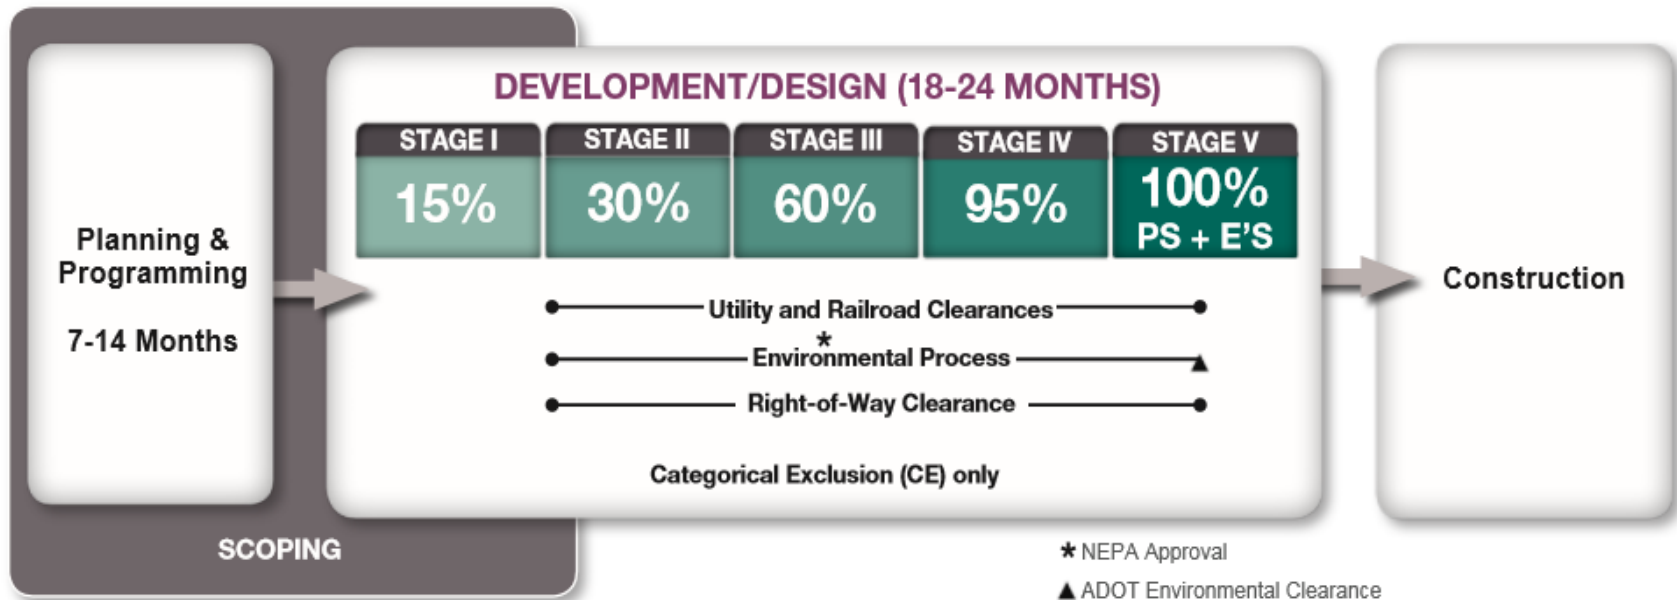 Planning &
Programming
7-14 Months
SCOPING
DEVELOPMENT/DESIGN (18-24 MONTHS)
STAGE I
15%
STAGE II
30%
STAGE III
60%
STAGE IV
95%
STAGE V
100%
PS + E'S
Utility and Railroad Clearances
*
Environmental Process
Right-of-Way Clearance
Categorical Exclusion (CE) only
Construction
* NEPA Approval
▲ ADOT Environmental Clearance